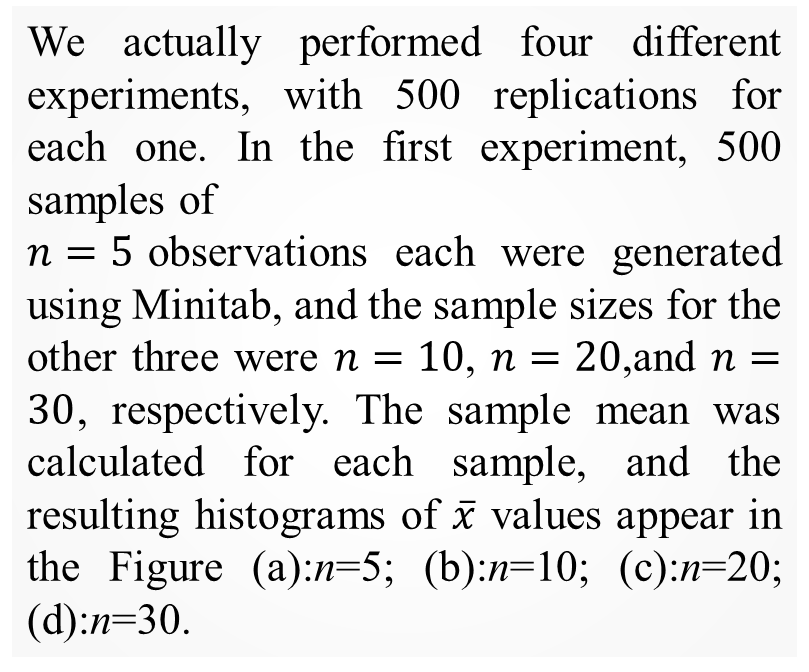 We actually performed four different
experiments, with 500 replications for
each one. In the first experiment, 500
samples of
n = 5 observations each were generated
using Minitab, and the sample sizes for the
other three were n = 10, n = 20,and n =
30, respectively. The sample mean was
calculated for each sample, and the
resulting histograms of x̄ values appear in
the Figure (a):n=5; (b):n=10; (c):n=20;
(d):n=30.